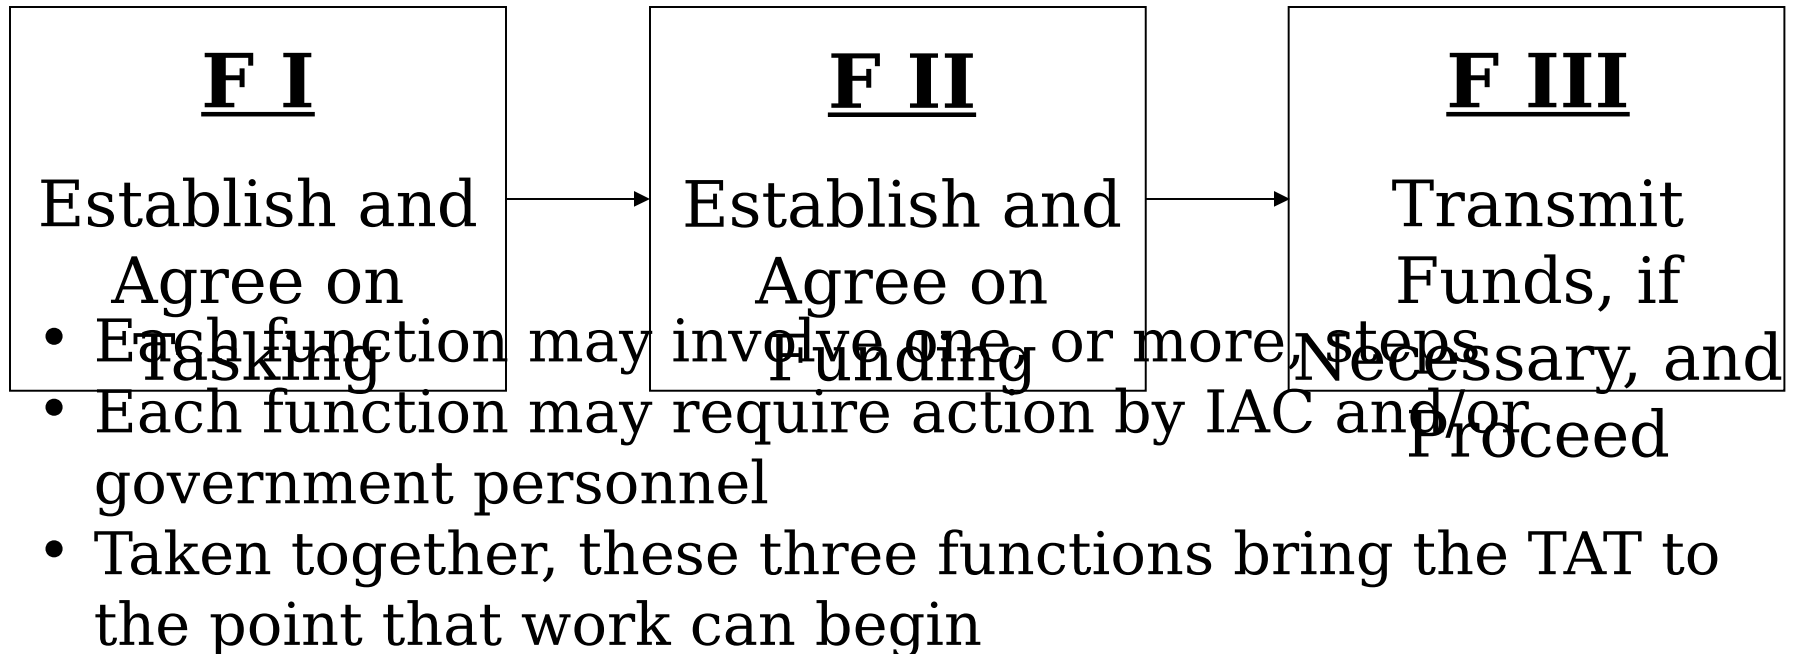 F I
Establish and
Agree on
Tasking
F II
Establish and
Agree on
Funding
F III
Transmit
Funds, if
Necessary, and
Proceed
• Each function may involve one, or more, steps
• Each function may require action by IAC and/or
government personnel
• Taken together, these three functions bring the TAT to
the point that work can begin